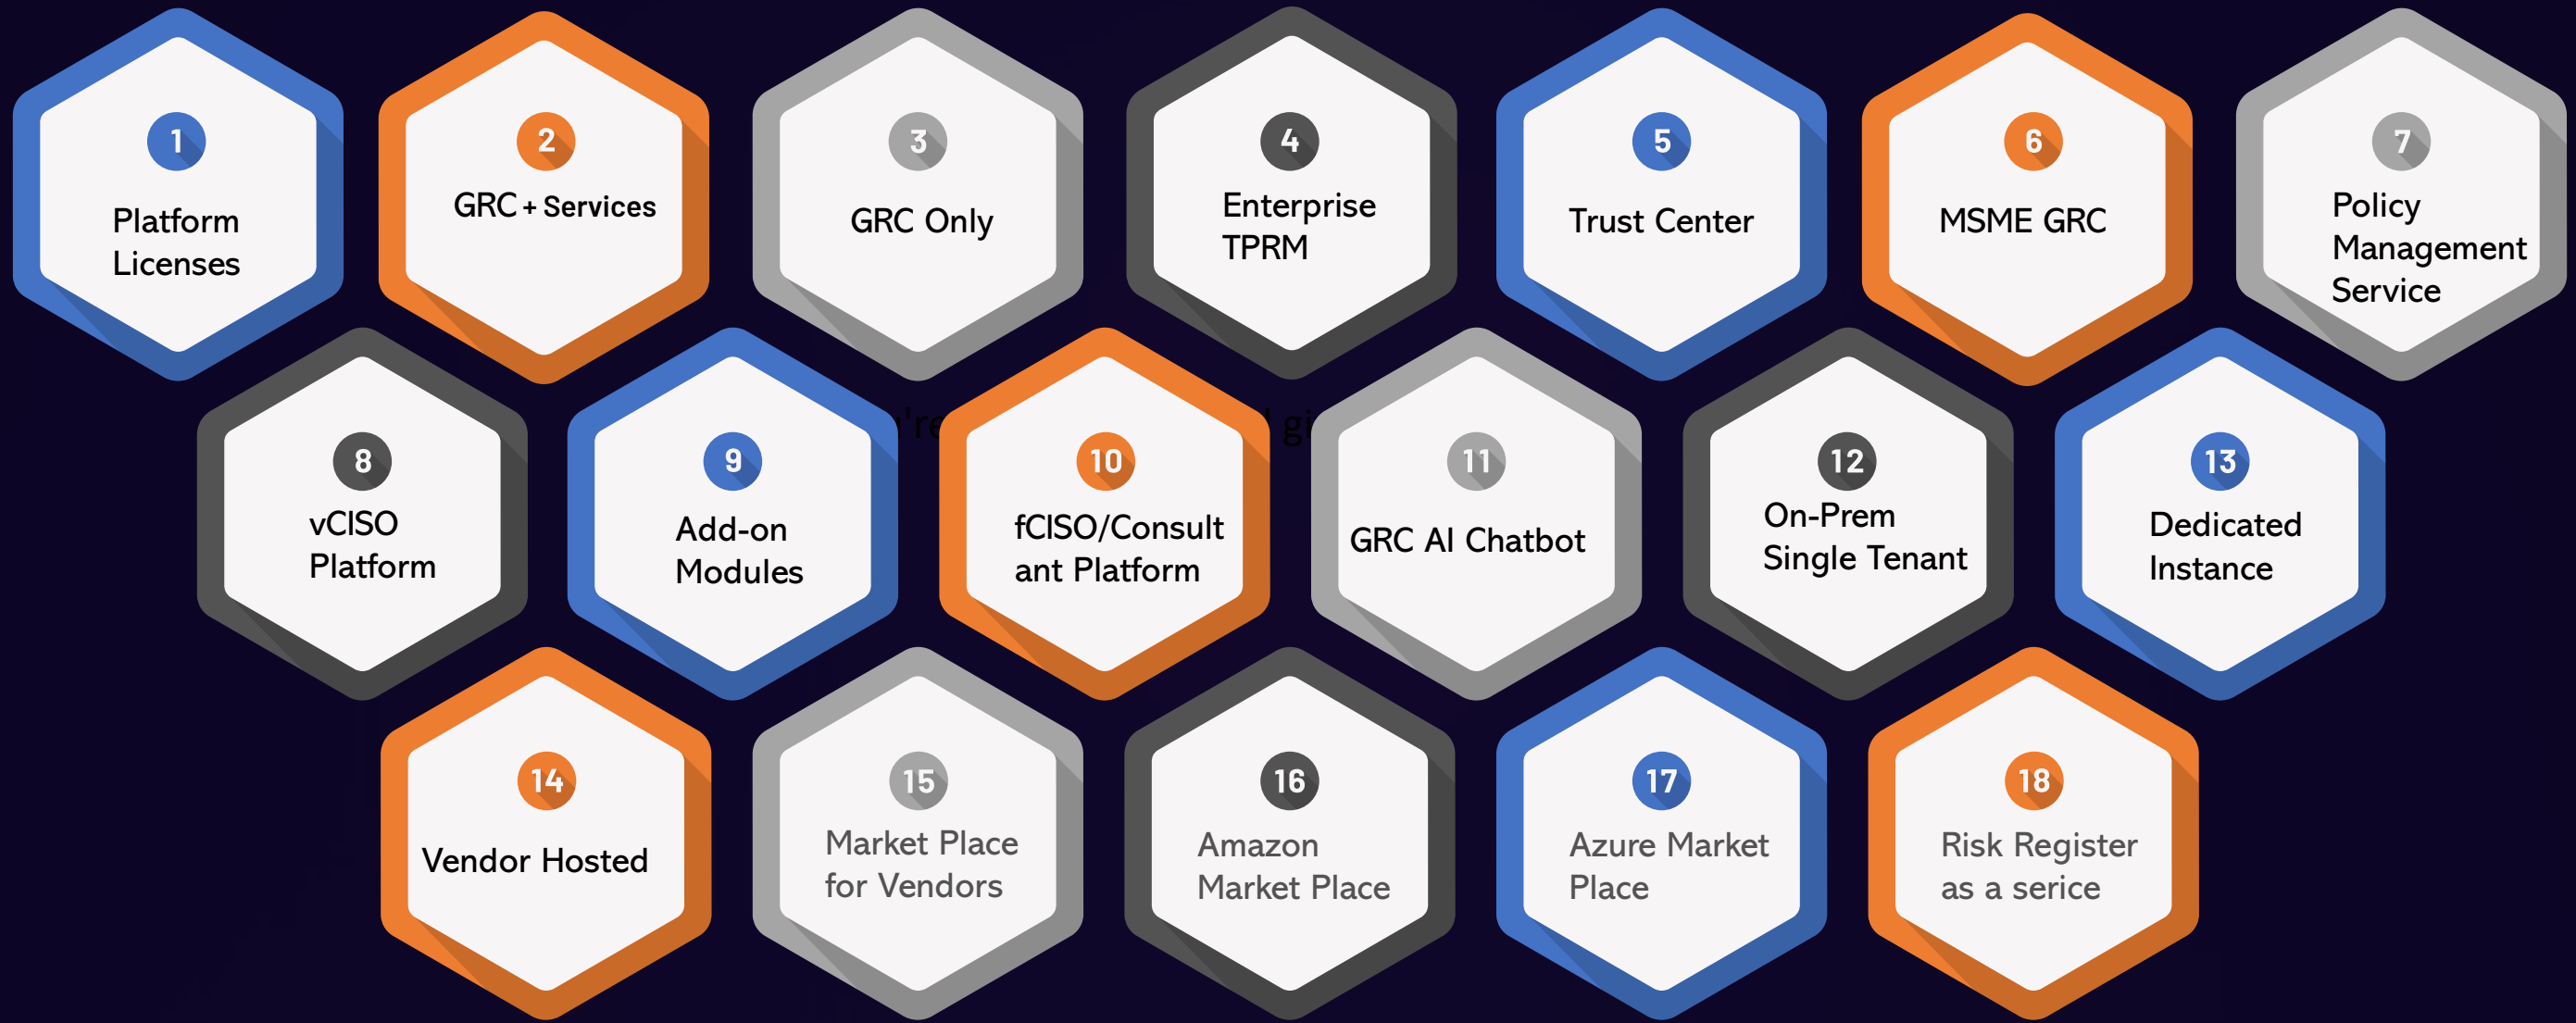 1
Platform
Licenses
2
GRC + Services
3
GRC Only
4
Enterprise
TPRM
5
Trust Center
6
MSME GRC
7
Policy
Management
Service
8
vCISO
Platform
9
Add-on
Modules
10
fCISO/Consult
ant Platform
11
GRC AI Chatbot
12
On-Prem
Single Tenant
13
Dedicated
Instance
14
Vendor Hosted
15
Market Place
for Vendors
16
Amazon
Market Place
17
Azure Market
Place
18
Risk Register
as a serice